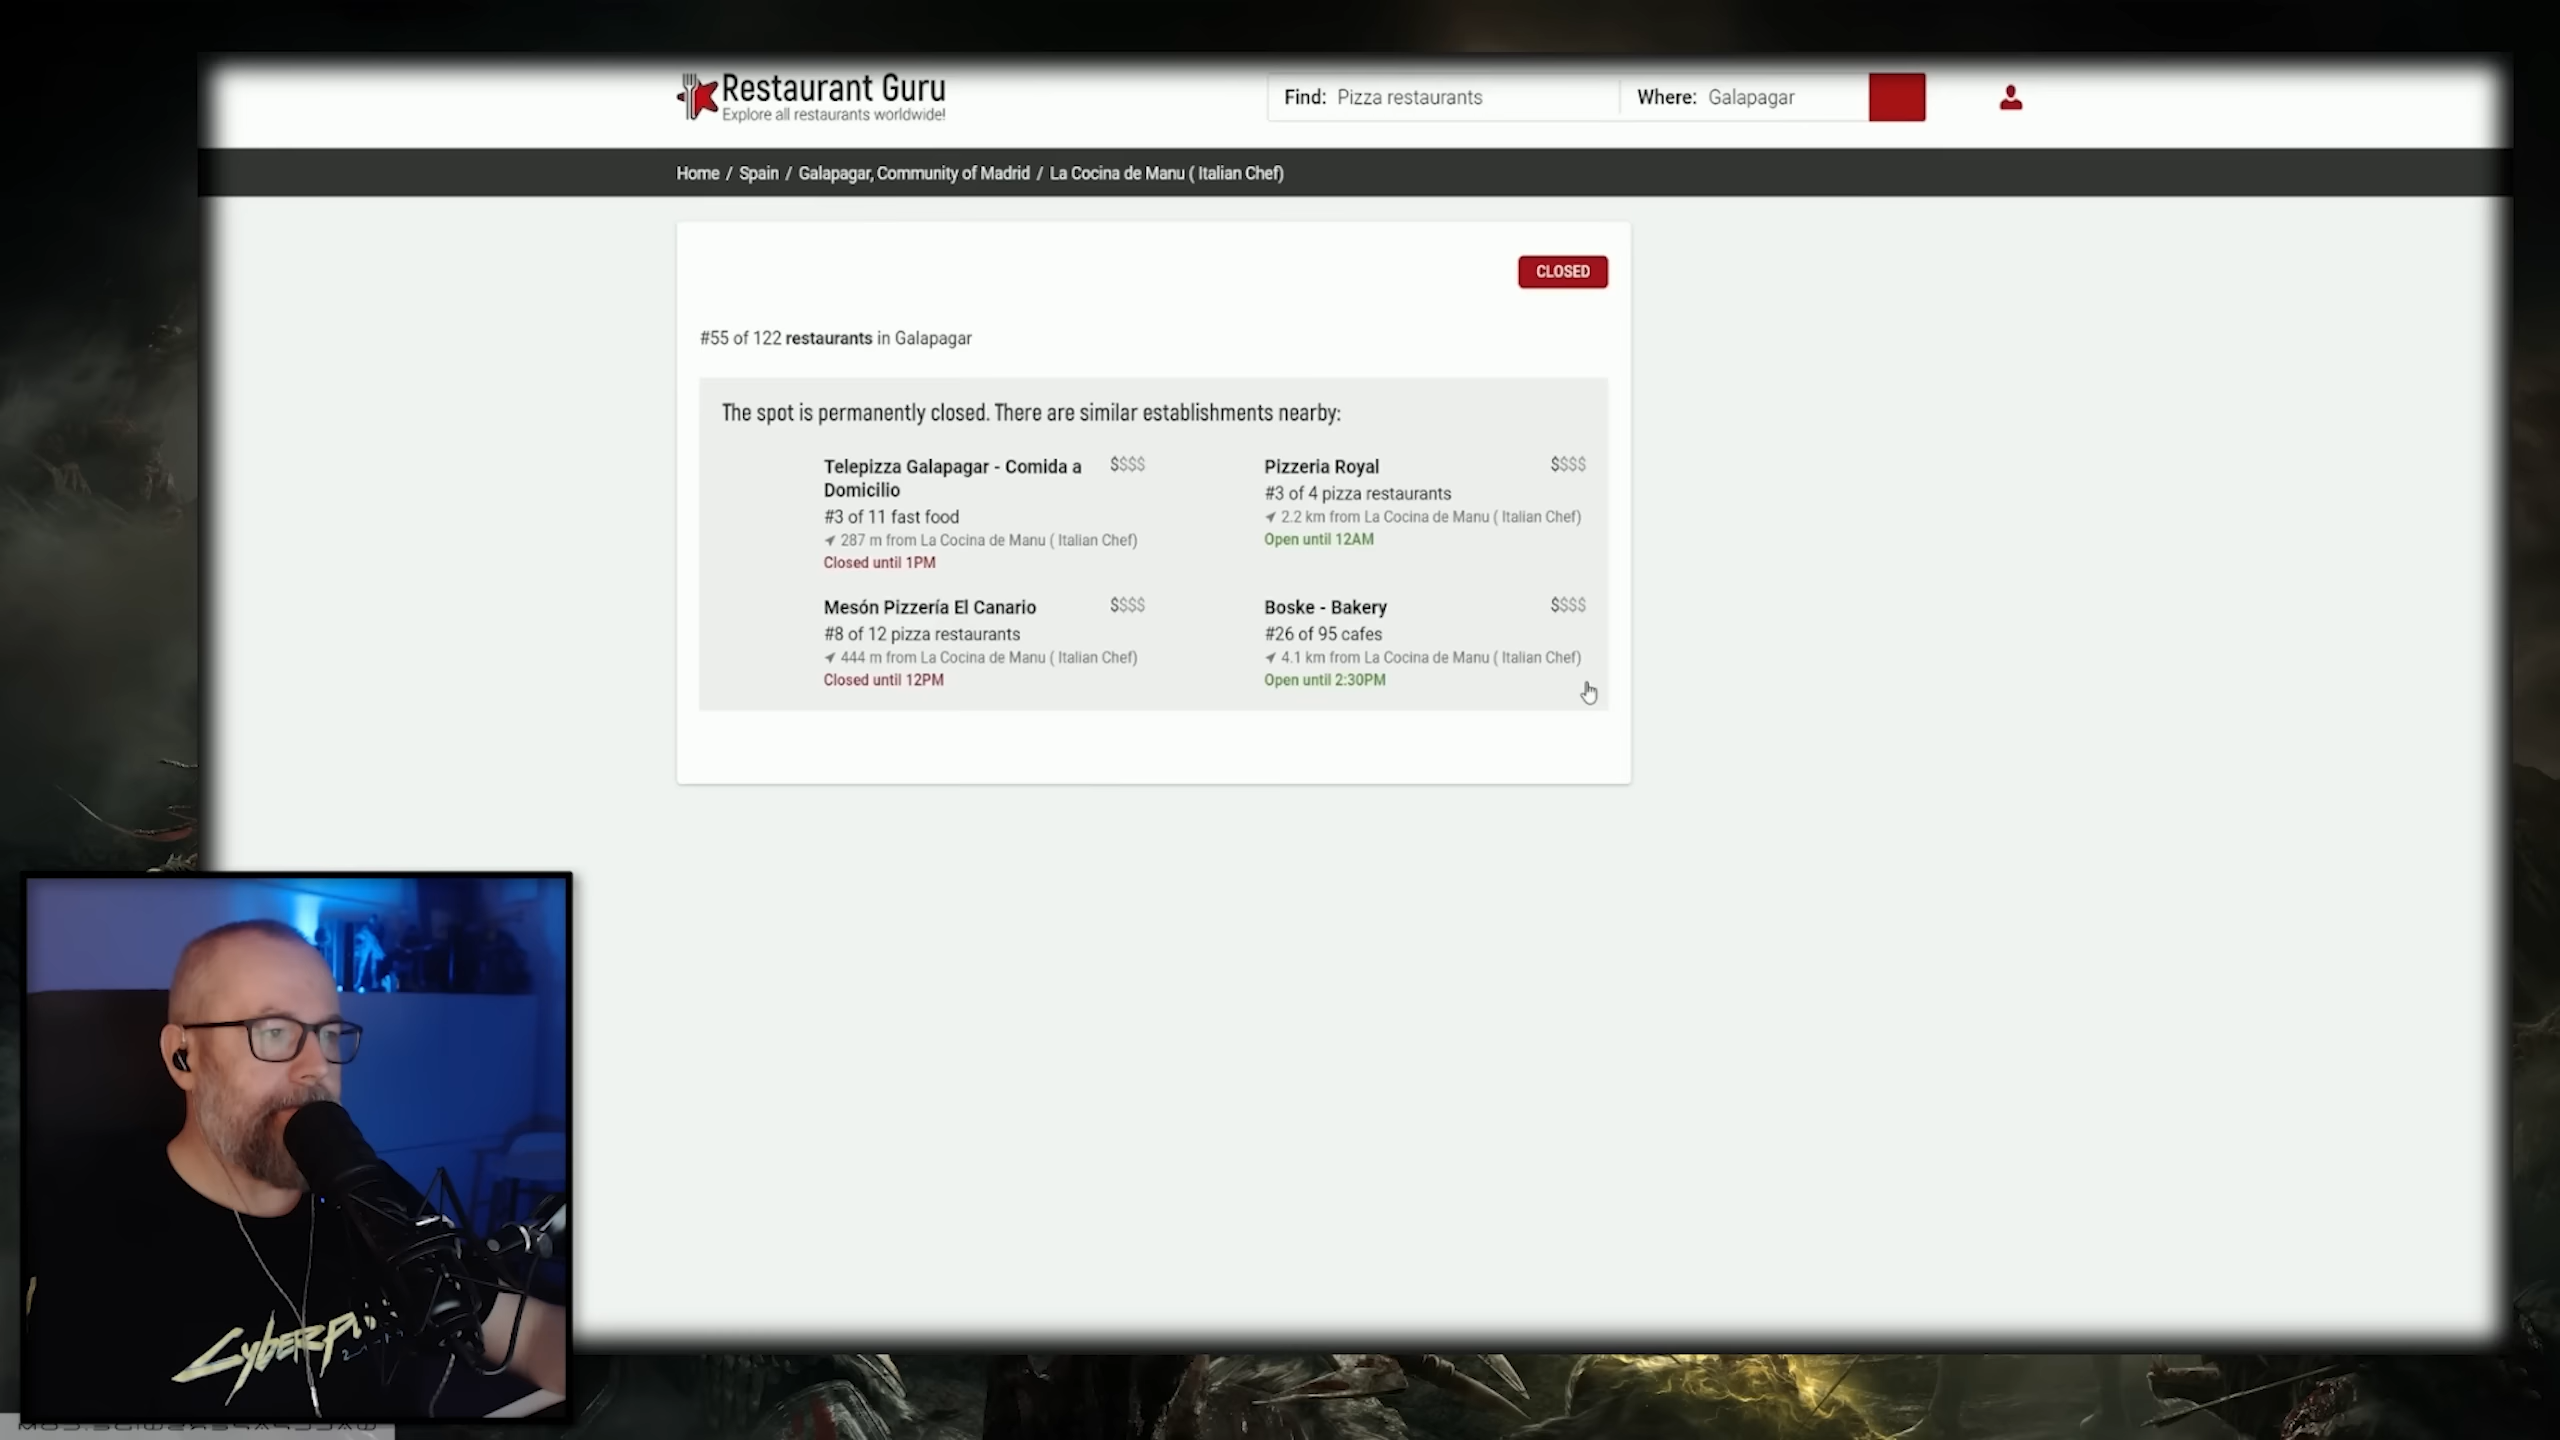 Restaurant Guru
Explore all restaurants worldwide!
Find: Pizza restaurants
Where: Galapagar
Home / Spain / Galapagar, Community of Madrid / La Cocina de Manu ( Italian Chef)
CLOSED
#55 of 122 restaurants in Galapagar
The spot is permanently closed. There are similar establishments nearby:
Telepizza Galapagar - Comida a
Domicilio
$$$$
#3 of 11 fast food
287 m from La Cocina de Manu ( Italian Chef)
Closed until 1PM
Pizzeria Royal
$$$$
#3 of 4 pizza restaurants
2.2 km from La Cocina de Manu ( Italian Chef)
Open until 12AM
Mesón Pizzería El Canario
$$$$
#8 of 12 pizza restaurants
444 m from La Cocina de Manu ( Italian Chef)
Closed until 12PM
Boske - Bakery
$$$$
#26 of 95 cafes
4.1 km from La Cocina de Manu ( Italian Chef)
Open until 2:30PM